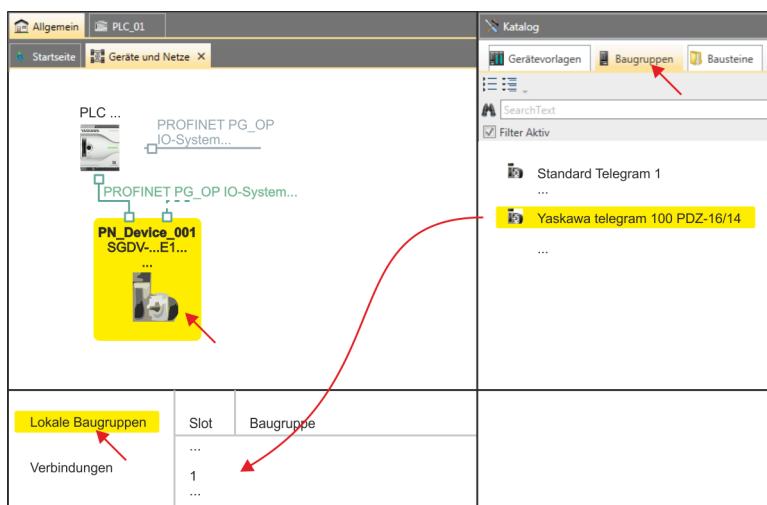 Allgemein
PLC_01
Startseite
Geräte und Netze
Katalog
Gerätevorlagen
Baugruppen
Bausteine
SearchText
Filter Aktiv
PLC ...
PROFINET PG_OP
IO-System...
YASKAWA
PROFINET PG_OP IO-System...
PN_Device_001
SGDV-...E1...
...
Standard Telegram 1
...
Yaskawa telegram 100 PDZ-16/14
...
Lokale Baugruppen
Verbindungen
Slot
Baugruppe
...
1
...